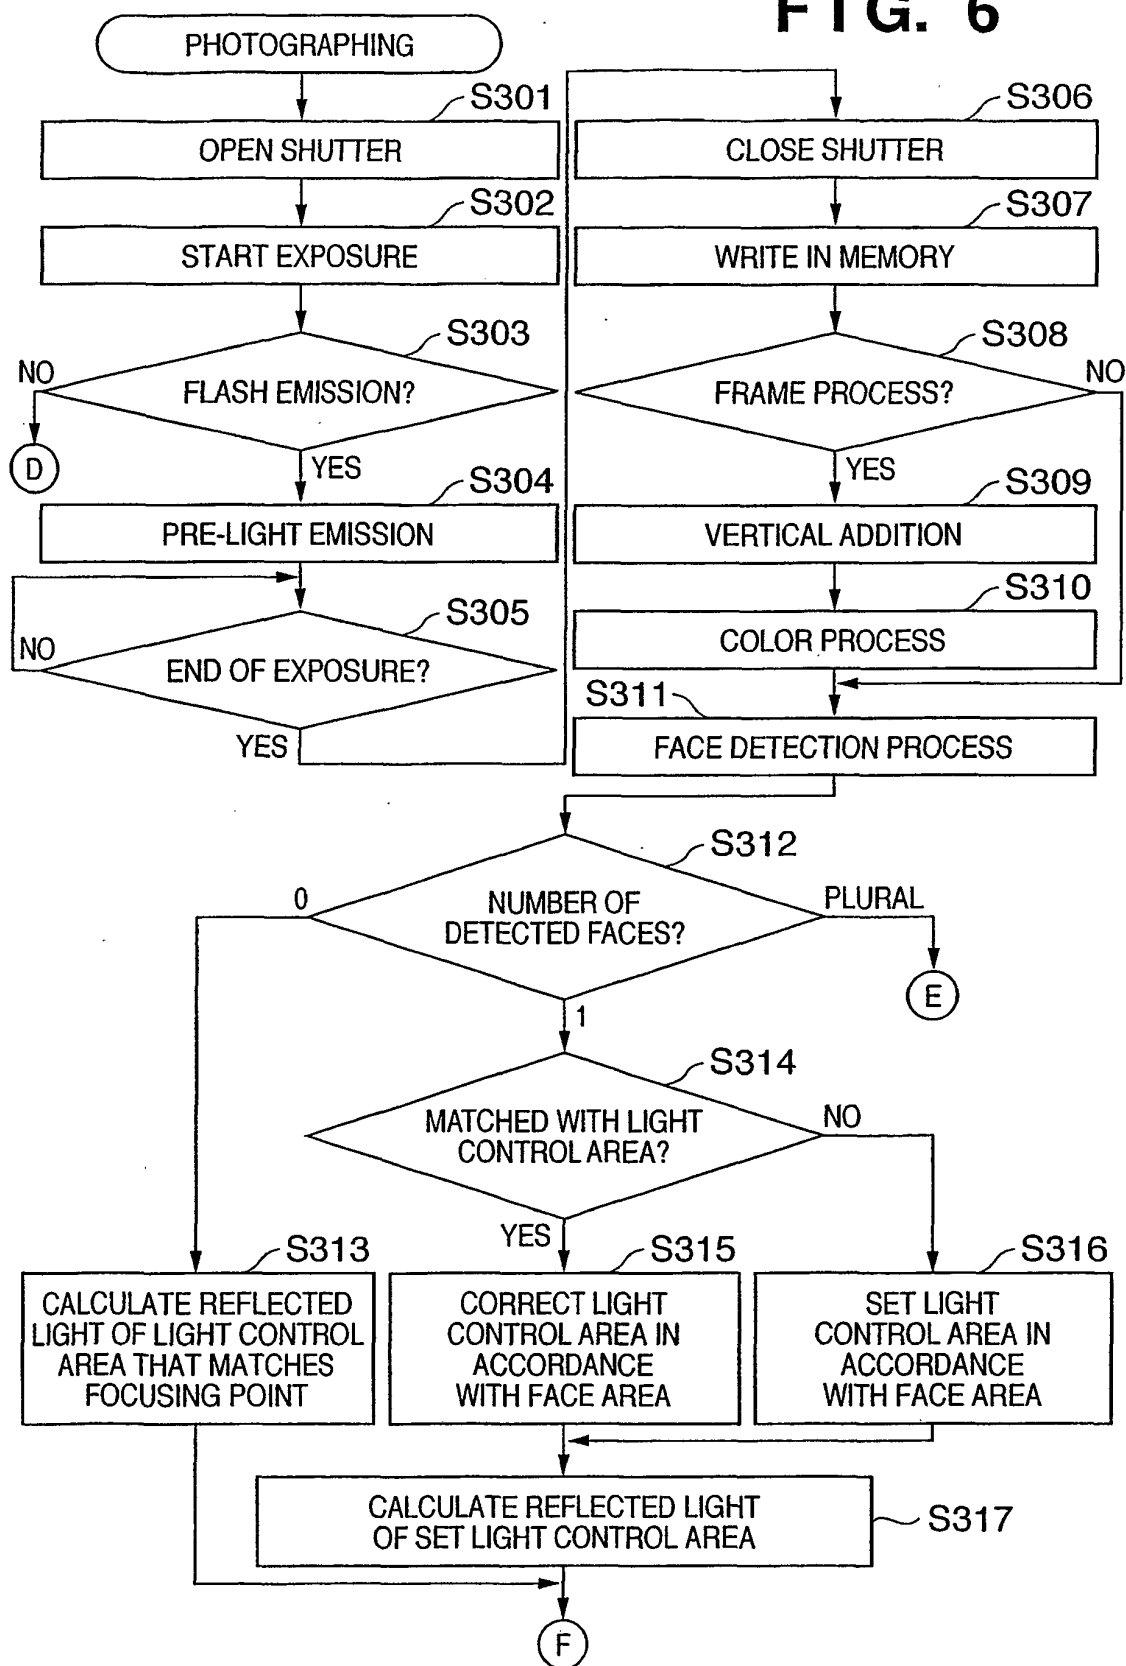 FIG. 6
PHOTOGRAPHING
S301
OPEN SHUTTER
S302
START EXPOSURE
S303
FLASH EMISSION?
NO
D
YES
S304
PRE-LIGHT EMISSION
S305
END OF EXPOSURE?
NO
YES
S306
CLOSE SHUTTER
S307
WRITE IN MEMORY
S308
FRAME PROCESS?
NO
YES
S309
VERTICAL ADDITION
S310
COLOR PROCESS
S311
FACE DETECTION PROCESS
S312
NUMBER OF
DETECTED FACES?
0
PLURAL
E
1
S314
MATCHED WITH LIGHT
CONTROL AREA?
NO
YES
S313
CALCULATE REFLECTED
LIGHT OF LIGHT CONTROL
AREA THAT MATCHES
FOCUSING POINT
S315
CORRECT LIGHT
CONTROL AREA IN
ACCORDANCE
WITH FACE AREA
S316
SET LIGHT
CONTROL AREA IN
ACCORDANCE
WITH FACE AREA
CALCULATE REFLECTED LIGHT
OF SET LIGHT CONTROL AREA
S317
F